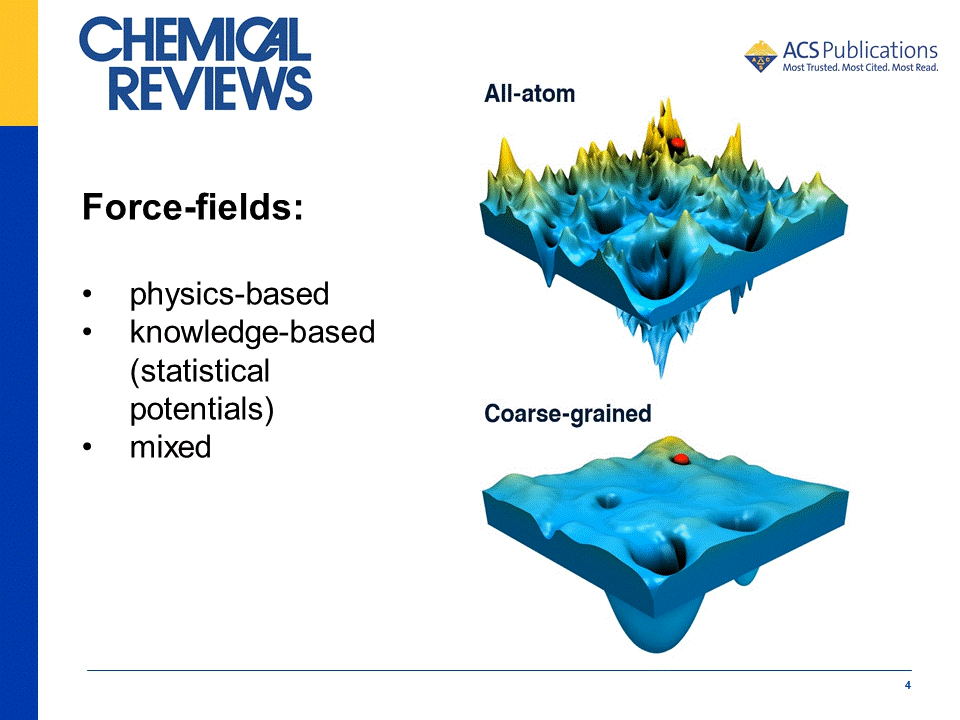 CHEMICAL
REVIEWS
ACS Publications
Most Trusted. Most Cited. Most Read.
Force-fields:
• physics-based
• knowledge-based
(statistical
potentials)
• mixed
All-atom
Coarse-grained
4